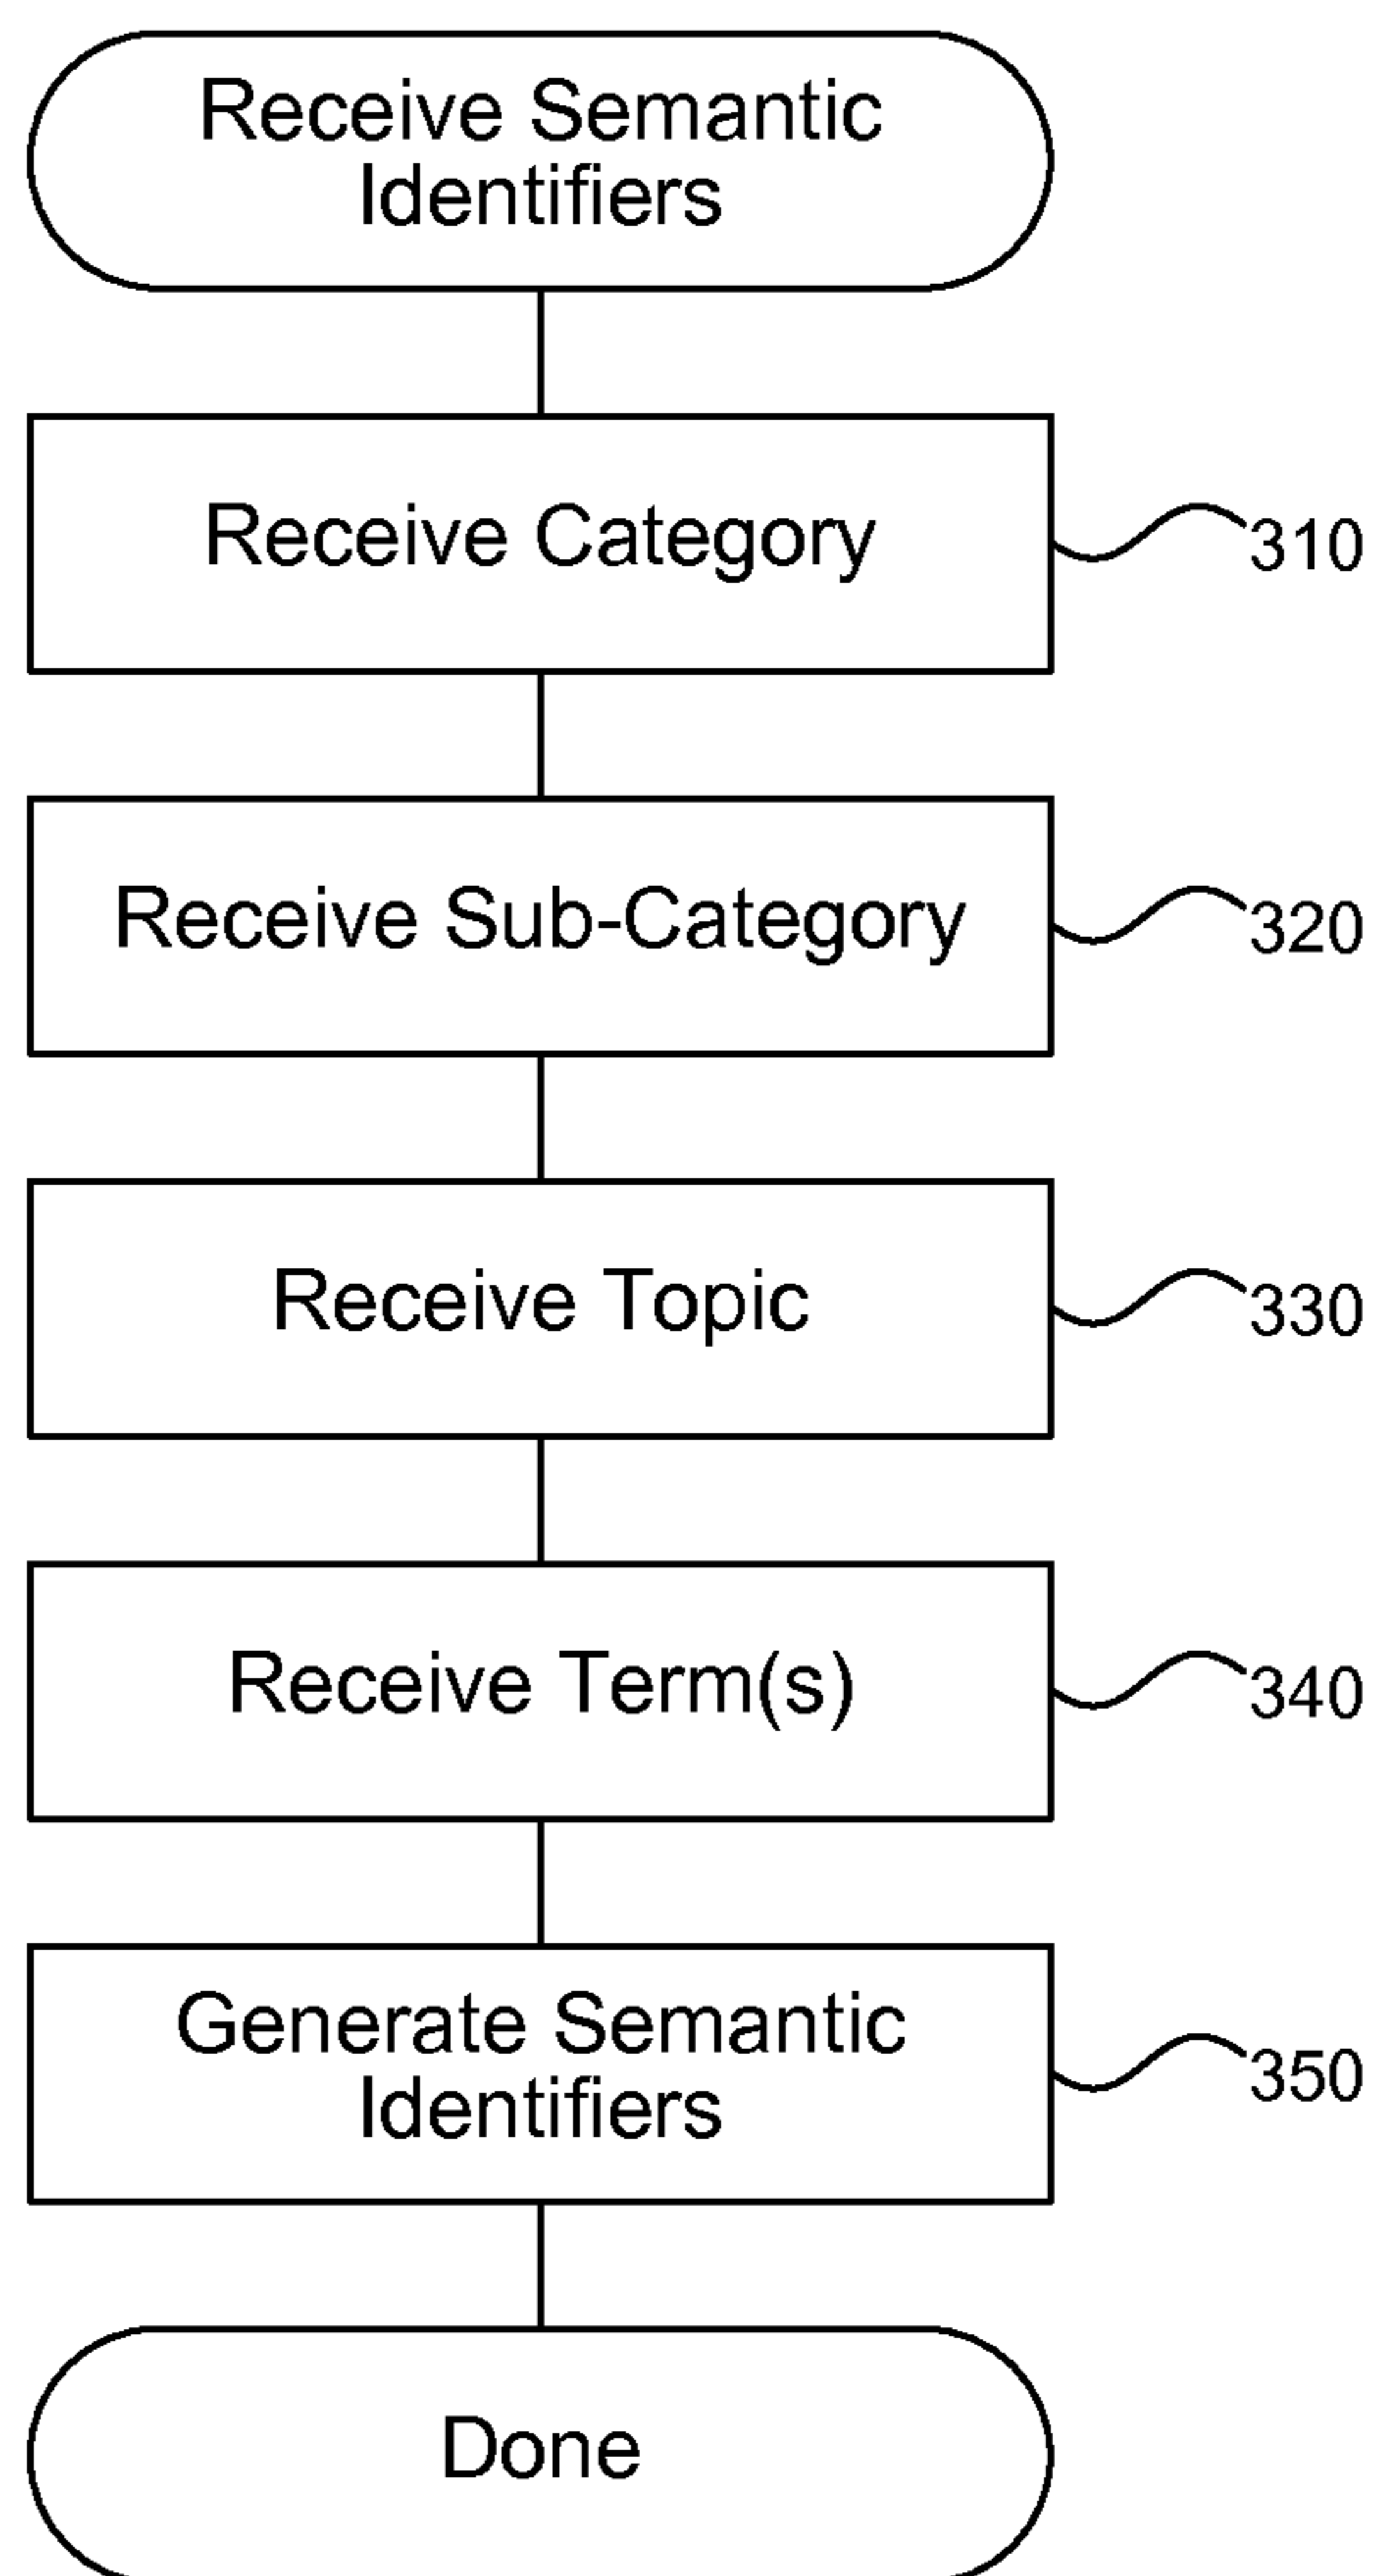 Receive Semantic
Identifiers
Receive Category
310
Receive Sub-Category
320
Receive Topic
330
Receive Term(s)
340
Generate Semantic
Identifiers
350
Done